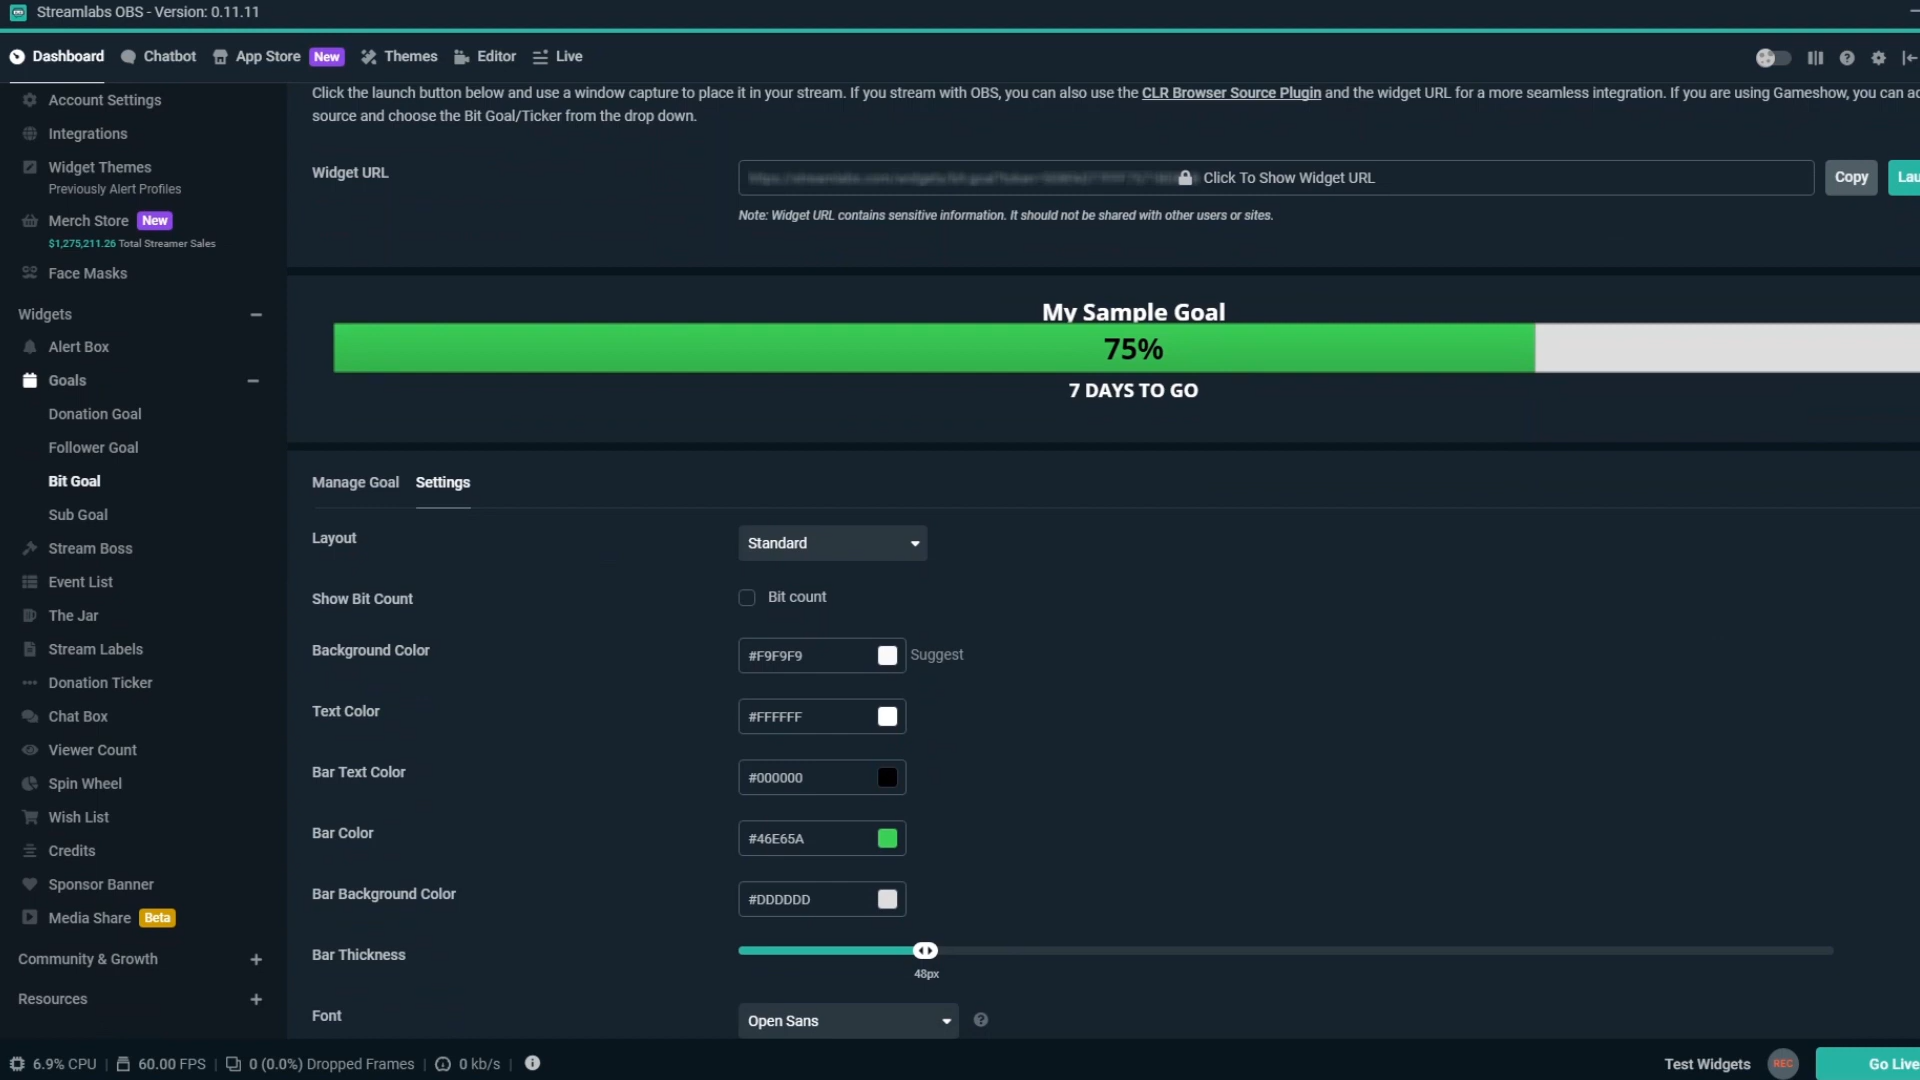 Streamlabs OBS - Version: 0.11.11
Dashboard Chatbot App Store New Themes Editor Live
Account Settings
Integrations
Widget Themes
Previously Alert Profiles
Merch Store New
$1,275,211.26 Total Streamer Sales
Face Masks
Widgets
Alert Box
Goals
Donation Goal
Follower Goal
Bit Goal
Sub Goal
Stream Boss
Event List
The Jar
Stream Labels
Donation Ticker
Chat Box
Viewer Count
Spin Wheel
Wish List
Credits
Sponsor Banner
Media Share Beta
Community & Growth
Resources
Click the launch button below and use a window capture to place it in your stream. If you stream with OBS, you can also use the CLR Browser Source Plugin and the widget URL for a more seamless integration. If you are using Gameshow, you can
source and choose the Bit Goal/Ticker from the drop down.
Widget URL Click To Show Widget URL Copy
Note: Widget URL contains sensitive information. It should not be shared with other users or sites.
My Sample Goal
75%
7 DAYS TO GO
Manage Goal Settings
Layout Standard
Show Bit Count Bit count
Background Color #F9F9F9 Suggest
Text Color #FFFFFF
Bar Text Color #000000
Bar Color #46E65A
Bar Background Color #DDDDDD
Bar Thickness
48px
Font Open Sans
6.9% CPU 60.00 FPS 0 (0.0%) Dropped Frames 0 kb/s Test Widgets REC Go Live